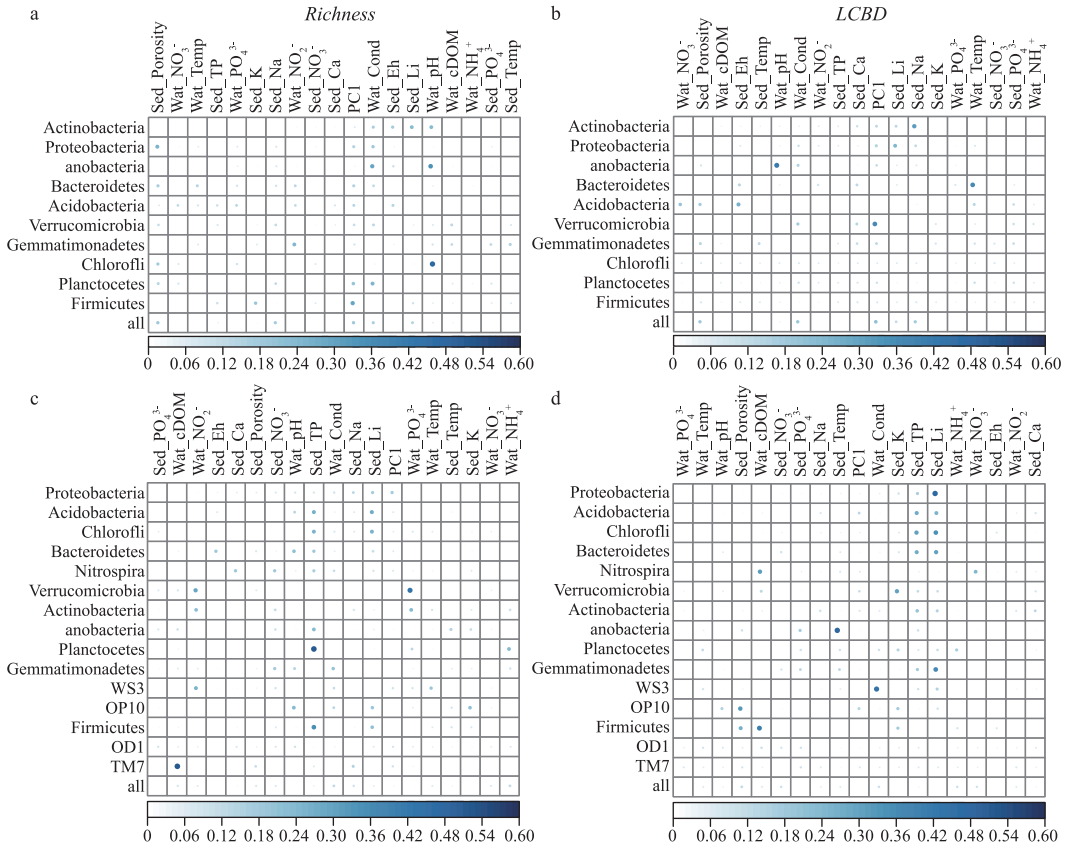 a
Richness
Sed_Porosity
Wat_NO₃⁻
Wat_Temp
Sed_TP
Wat_PO₄³⁻
Sed_K
Sed_Na
Wat_NO₂⁻
Sed_NO₃⁻
Sed_Ca
PC1
Wat_Cond
Sed_Eh
Sed_Li
Wat_pH
Wat_cDOM
Wat_NH₄⁺
Sed_PO₄³⁻
Sed_Temp
Actinobacteria
Proteobacteria
anobacteria
Bacteroidetes
Acidobacteria
Verrucomicrobia
Gemmatimonadetes
Chlorofli
Planctocetes
Firmicutes
all
0 0.06 0.12 0.18 0.24 0.30 0.36 0.42 0.48 0.54 0.60
b
LCBD
Wat_NO₃⁻
Sed_Porosity
Wat_cDOM
Sed_Eh
Sed_Temp
Wat_pH
Wat_Cond
Wat_NO₂⁻
Sed_TP
Sed_Ca
PC1
Sed_Li
Sed_Na
Sed_K
Wat_PO₄³⁻
Wat_Temp
Sed_NO₃⁻
Sed_PO₄³⁻
Wat_NH₄⁺
Actinobacteria
Proteobacteria
anobacteria
Bacteroidetes
Acidobacteria
Verrucomicrobia
Gemmatimonadetes
Chlorofli
Planctocetes
Firmicutes
all
0 0.06 0.12 0.18 0.24 0.30 0.36 0.42 0.48 0.54 0.60
c
Sed_PO₄³⁻
Wat_cDOM
Wat_NO₂⁻
Sed_Eh
Sed_Ca
Sed_Porosity
Sed_NO₃⁻
Wat_pH
Sed_TP
Wat_Cond
Sed_Na
Sed_Li
PC1
Wat_PO₄³⁻
Wat_Temp
Sed_Temp
Sed_K
Wat_NO₃⁻
Wat_NH₄⁺
Proteobacteria
Acidobacteria
Chlorofli
Bacteroidetes
Nitrospira
Verrucomicrobia
Actinobacteria
anobacteria
Planctocetes
Gemmatimonadetes
WS3
OP10
Firmicutes
OD1
TM7
all
0 0.06 0.12 0.18 0.24 0.30 0.36 0.42 0.48 0.54 0.60
d
Wat_PO₄³⁻
Wat_Temp
Wat_pH
Sed_Porosity
Wat_cDOM
Sed_NO₃⁻
Sed_PO₄³⁻
Sed_Na
Sed_Temp
PC1
Wat_Cond
Sed_K
Sed_TP
Sed_Li
Wat_NH₄⁺
Wat_NO₃⁻
Sed_Eh
Wat_NO₂⁻
Sed_Ca
Proteobacteria
Acidobacteria
Chlorofli
Bacteroidetes
Nitrospira
Verrucomicrobia
Actinobacteria
anobacteria
Planctocetes
Gemmatimonadetes
WS3
OP10
Firmicutes
OD1
TM7
all
0 0.06 0.12 0.18 0.24 0.30 0.36 0.42 0.48 0.54 0.60